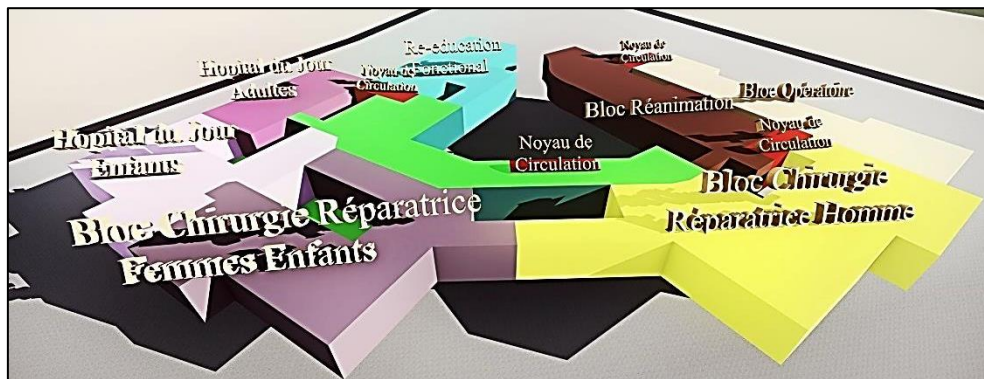 Re-education
Fonctional
Noyau de
Circulation
Hopital du Jour
Adultes
Noyau de
Circulation
Bloc Opératoire
Bloc Réanimation
Noyau de
Circulation
Hopital du Jour
Enfants
Noyau de
Circulation
Bloc Chirurgie
Réparatrice Homme
Bloc Chirurgie Réparatrice
Femmes Enfants